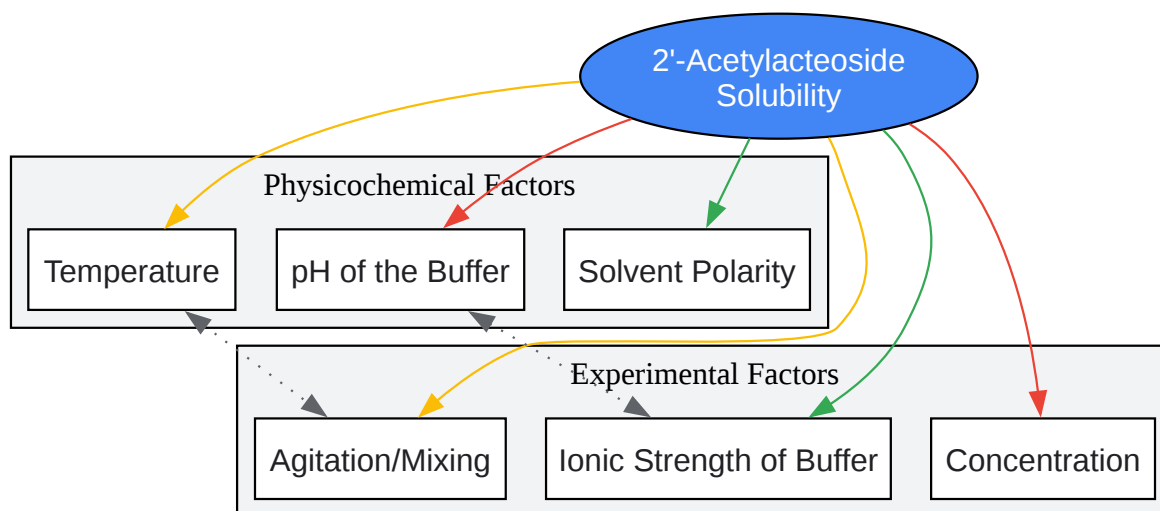 2'-Acetylacteoside
Solubility
Physicochemical Factors
Temperature
pH of the Buffer
Solvent Polarity
Experimental Factors
Agitation/Mixing
Ionic Strength of Buffer
Concentration